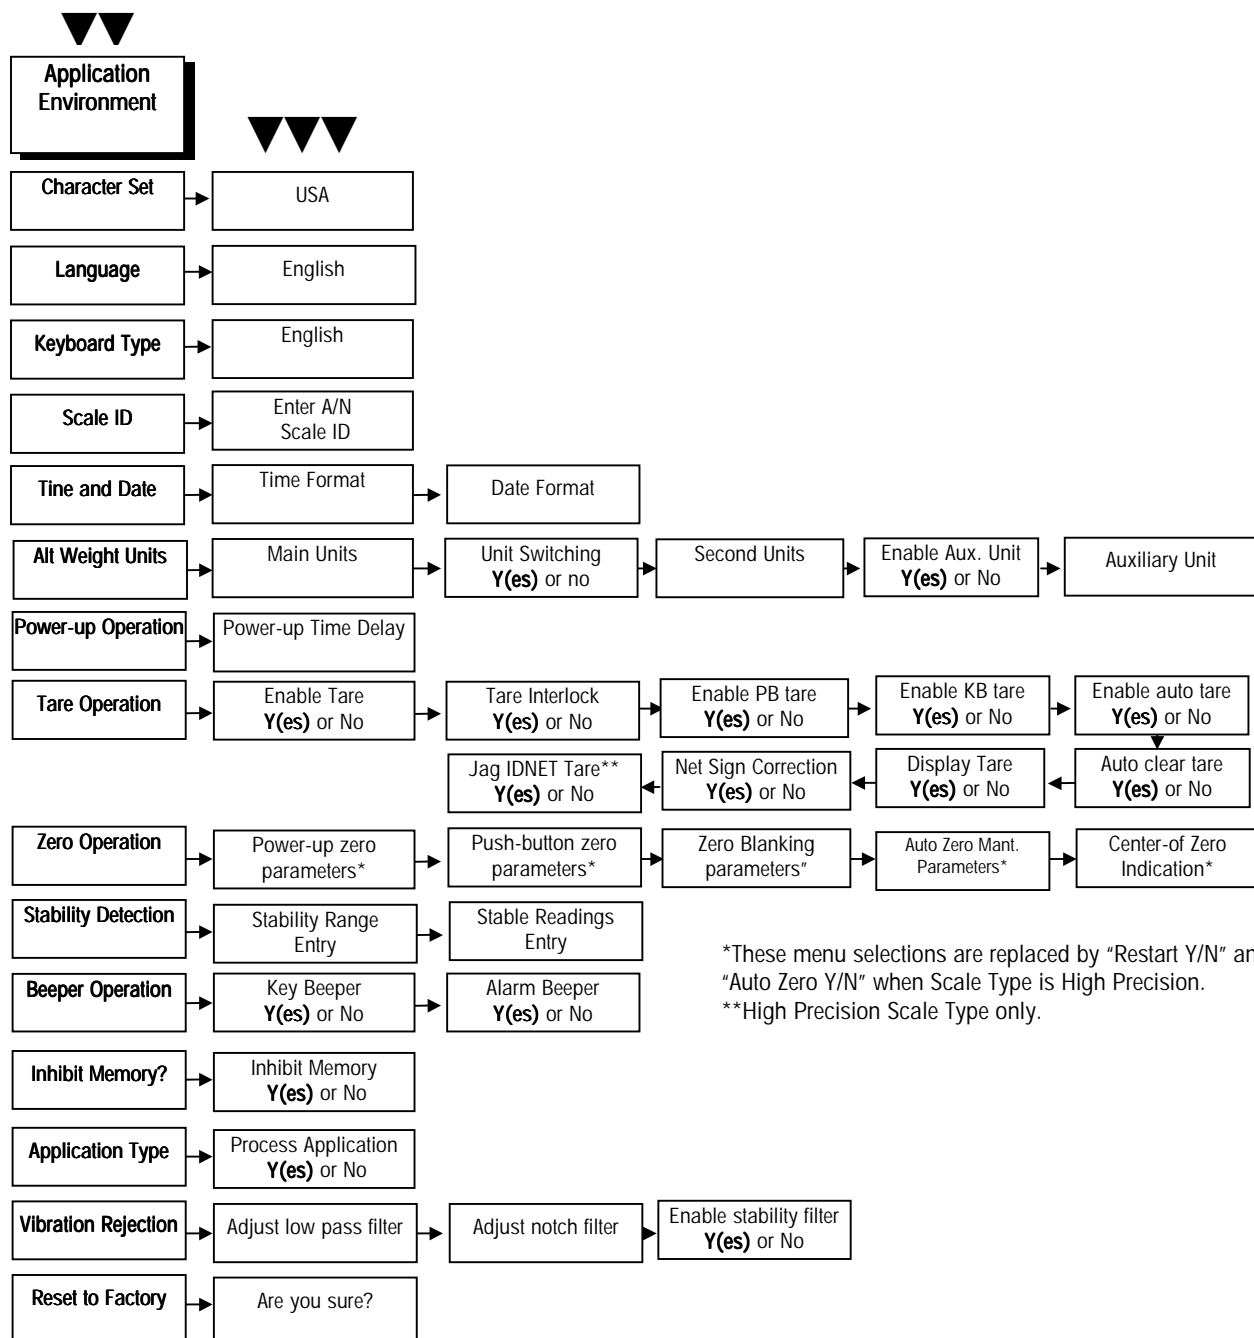 Application
Environment
Character Set
USA
Language
English
Keyboard Type
English
Scale ID
Enter A/N
Scale ID
Tine and Date
Time Format
Date Format
Alt Weight Units
Main Units
Unit Switching
Y(es) or no
Second Units
Enable Aux. Unit
Y(es) or No
Auxiliary Unit
Power-up Operation
Power-up Time Delay
Tare Operation
Enable Tare
Y(es) or No
Tare Interlock
Y(es) or No
Enable PB tare
Y(es) or No
Enable KB tare
Y(es) or No
Enable auto tare
Y(es) or No
Jag IDNET Tare**
Y(es) or No
Net Sign Correction
Y(es) or No
Display Tare
Y(es) or No
Auto clear tare
Y(es) or No
Zero Operation
Power-up zero
parameters*
Push-button zero
parameters*
Zero Blanking
parameters”
Auto Zero Mant.
Parameters*
Center-of Zero
Indication*
Stability Detection
Stability Range
Entry
Stable Readings
Entry
*These menu selections are replaced by “Restart Y/N” an
“Auto Zero Y/N” when Scale Type is High Precision.
**High Precision Scale Type only.
Beeper Operation
Key Beeper
Y(es) or No
Alarm Beeper
Y(es) or No
Inhibit Memory?
Inhibit Memory
Y(es) or No
Application Type
Process Application
Y(es) or No
Vibration Rejection
Adjust low pass filter
Adjust notch filter
Enable stability filter
Y(es) or No
Reset to Factory
Are you sure?